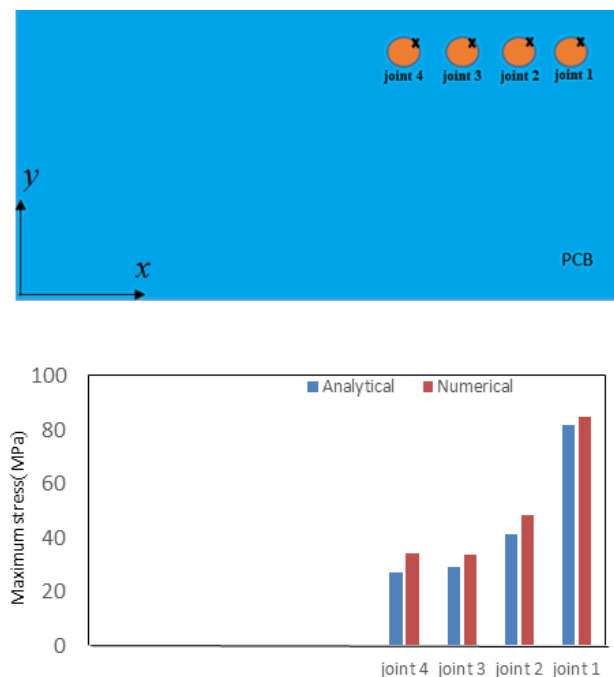 x x x x
joint 4 joint 3 joint 2 joint 1
y
x
PCB
100
Analytical Numerical
80
60
40
20
0
Maximum stress(MPa)
joint 4 joint 3 joint 2 joint 1